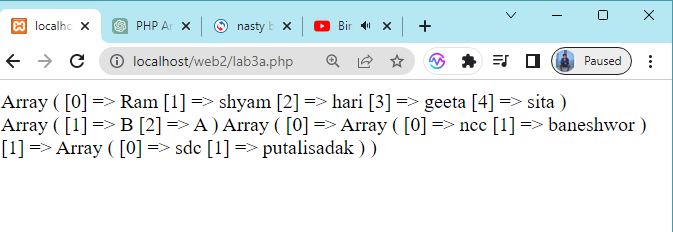 localhc
PHP Ar
nasty b
Bir
localhost/web2/lab3a.php
Paused
Array ( [0] => Ram [1] => shyam [2] => hari [3] => geeta [4] => sita )
Array ( [1] => B [2] => A ) Array ( [0] => Array ( [0] => ncc [1] => baneshwor )
[1] => Array ( [0] => sdc [1] => putalisadak ) )